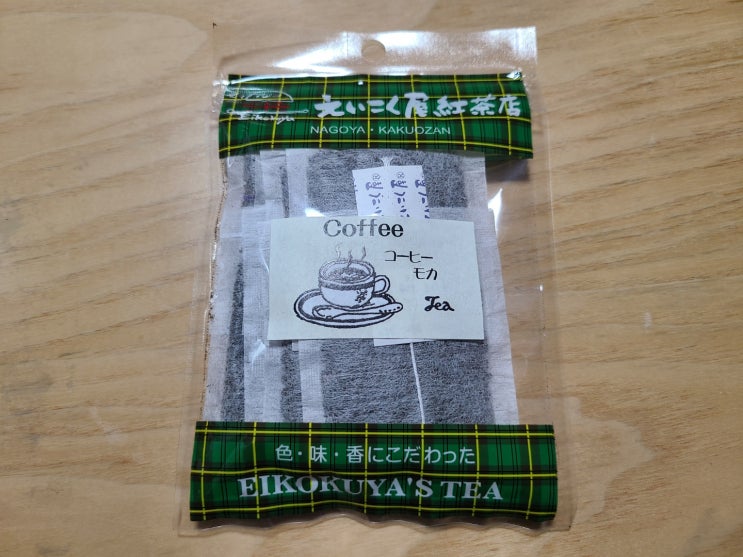 Eikokuya
えいこく屋紅茶店
NAGOYA・KAKUOZAN
Coffee
コーヒー
モカ
Tea
色・味・香にこだわった
EIKOKUYA'S TEA